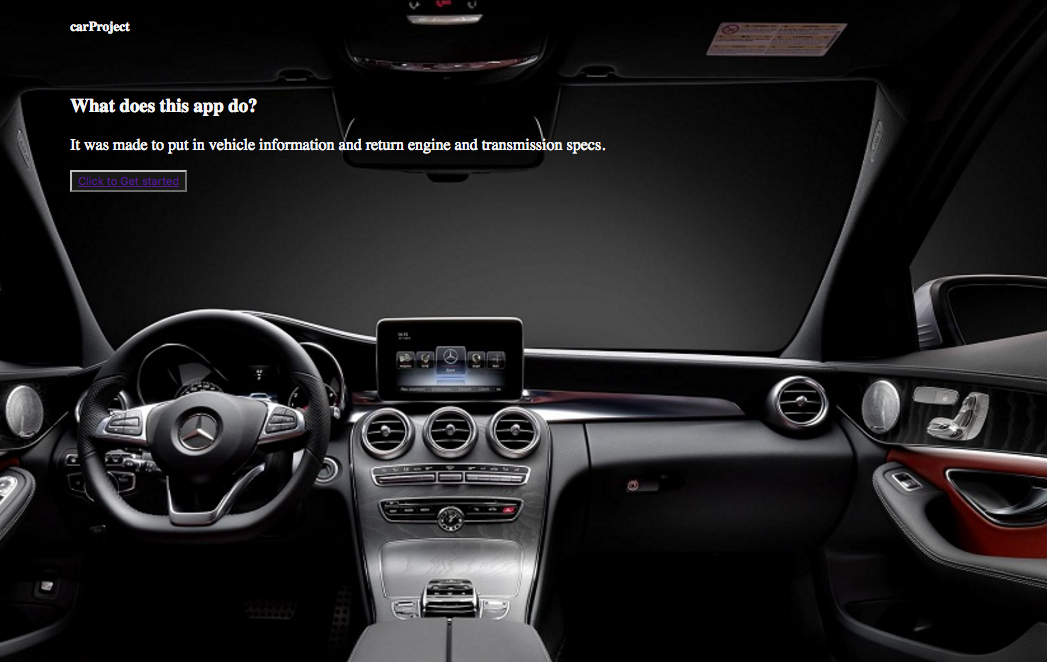 carProject
What does this app do?
It was made to put in vehicle information and return engine and transmission specs.
Click to Get started